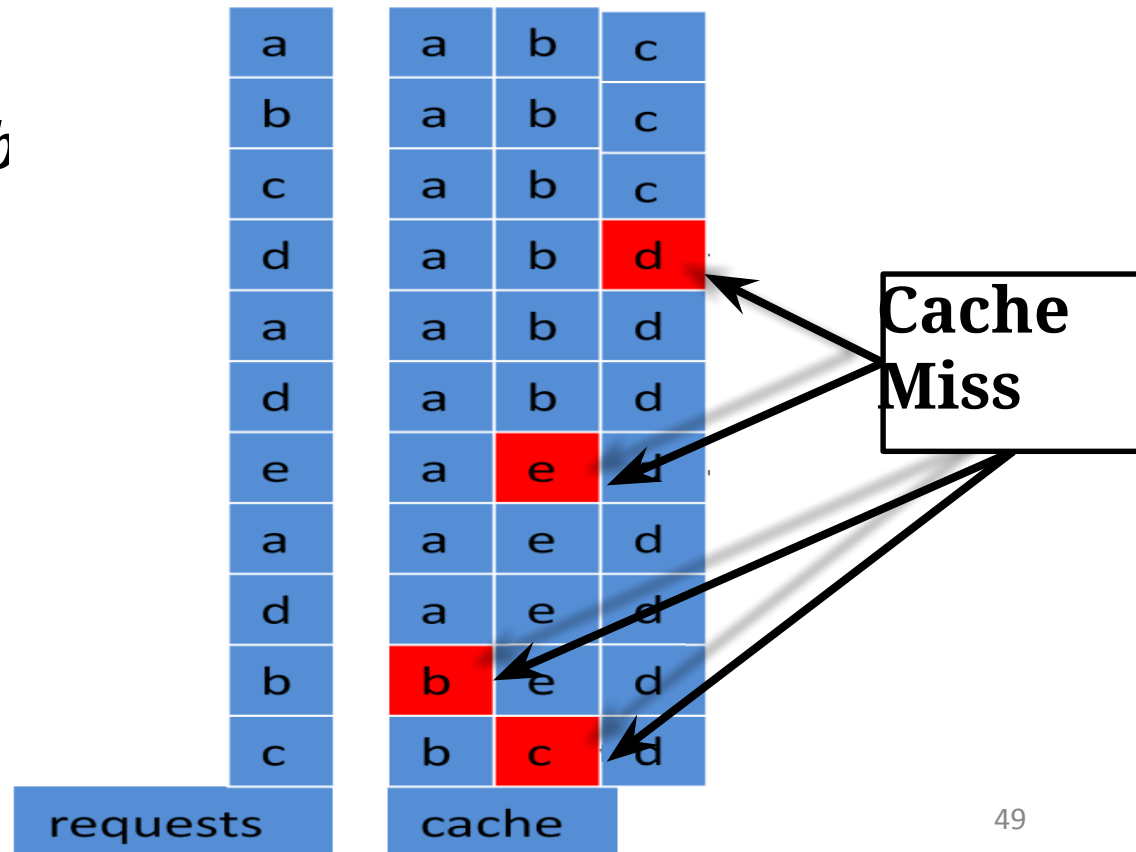 a a b c
b a b c
b
c a b c
d a b d
a a b d
Cache
Miss
d a b d
e a e d
a a e d
d a e d
b b e d
c b c d
requests cache
49